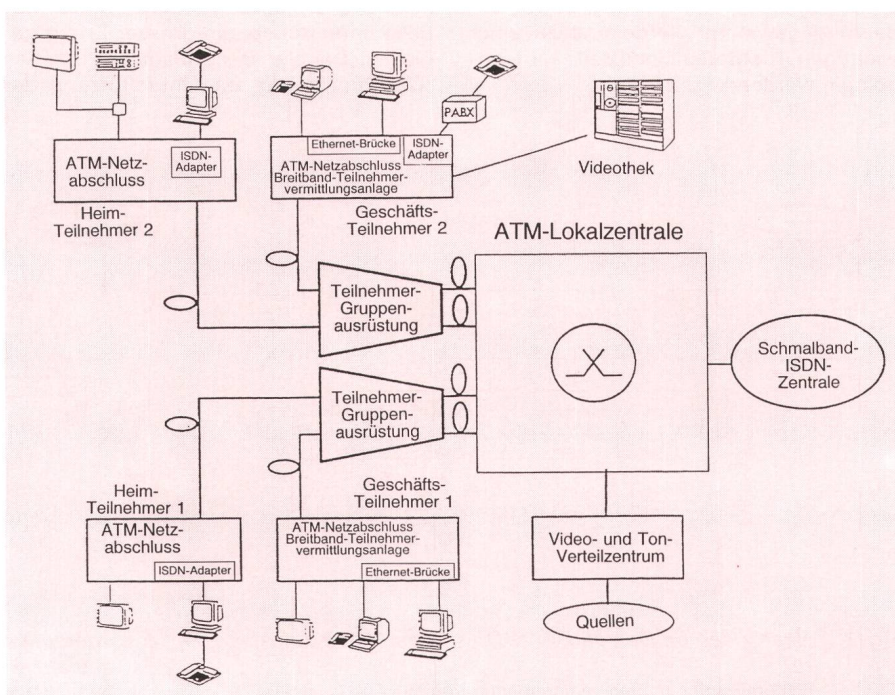 PABX
Ethernet-Brücke
ISDN-
Adapter
ATM-Netz-
abschluss
ISDN-
Adapter
ATM-Netzabschluss
Breitband-Teilnehmer-
vermittlungsanlage
Videothek
Heim-
Teilnehmer 2
Geschäfts-
Teilnehmer 2
ATM-Lokalzentrale
Teilnehmer-
Gruppen-
ausrüstung
Schmalband-
ISDN-
Zentrale
Teilnehmer-
Gruppen-
ausrüstung
Heim-
Teilnehmer 1
Geschäfts-
Teilnehmer 1
ATM-Netz-
abschluss
ISDN-Adapter
ATM-Netzabschluss
Breitband-Teilnehmer-
vermittlungsanlage
Ethernet-Brücke
Video- und Ton-
Verteilzentrum
Quellen